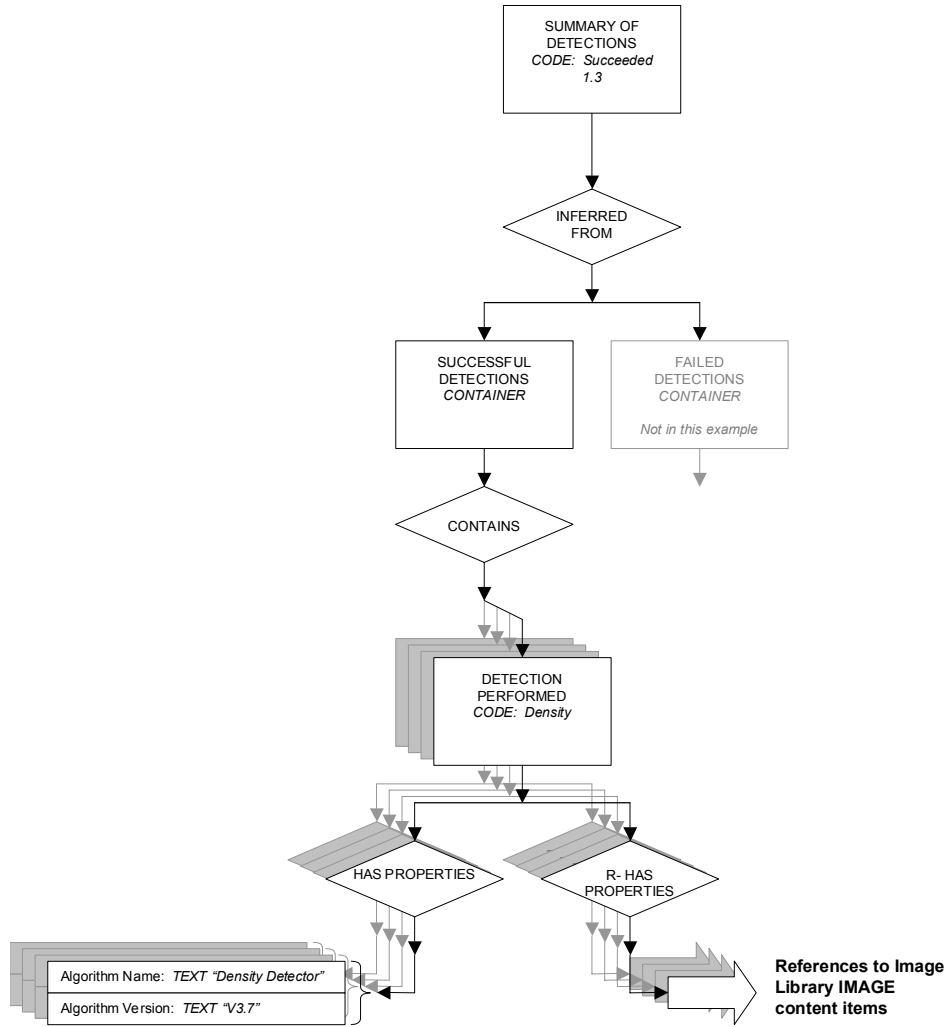 SUMMARY OF
DETECTIONS
CODE: Succeeded
1.3
INFERRED
FROM
SUCCESSFUL
DETECTIONS
CONTAINER
FAILED
DETECTIONS
CONTAINER
Not in this example
CONTAINS
DETECTION
PERFORMED
CODE: Density
HAS PROPERTIES
R- HAS
PROPERTIES
Algorithm Name: TEXT “Density Detector”
Algorithm Version: TEXT “V3.7”
References to Image
Library IMAGE
content items